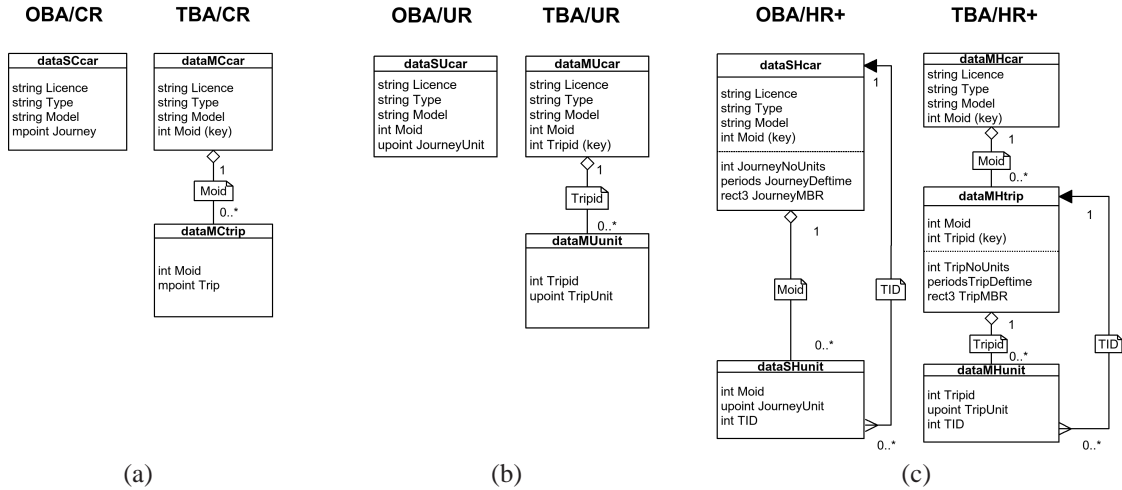 OBA/CR
TBA/CR
dataSCcar
string Licence
string Type
string Model
mpoint Journey
dataMCcar
string Licence
string Type
string Model
int Moid (key)
1
Moid
0..*
dataMCtrip
int Moid
mpoint Trip
(a)
OBA/UR
TBA/UR
dataSUcar
string Licence
string Type
string Model
int Moid
upoint JourneyUnit
dataMUcar
string Licence
string Type
string Model
int Moid
int Tripid (key)
1
Tripid
0..*
dataMUunit
int Tripid
upoint TripUnit
(b)
OBA/HR+
TBA/HR+
dataSHcar
string Licence
string Type
string Model
int Moid (key)
int JourneyNoUnits
periods JourneyDeftime
rect3 JourneyMBR
1
1
Moid
TID
0..*
dataSHunit
int Moid
upoint JourneyUnit
int TID
0..*
dataMHcar
string Licence
string Type
string Model
int Moid (key)
1
Moid
0..*
dataMHtrip
int Moid
int Tripid (key)
int TripNoUnits
periodsTripDeftime
rect3 TripMBR
1
1
Tripid
TID
0..*
dataMHunit
int Tripid
upoint TripUnit
int TID
0..*
(c)